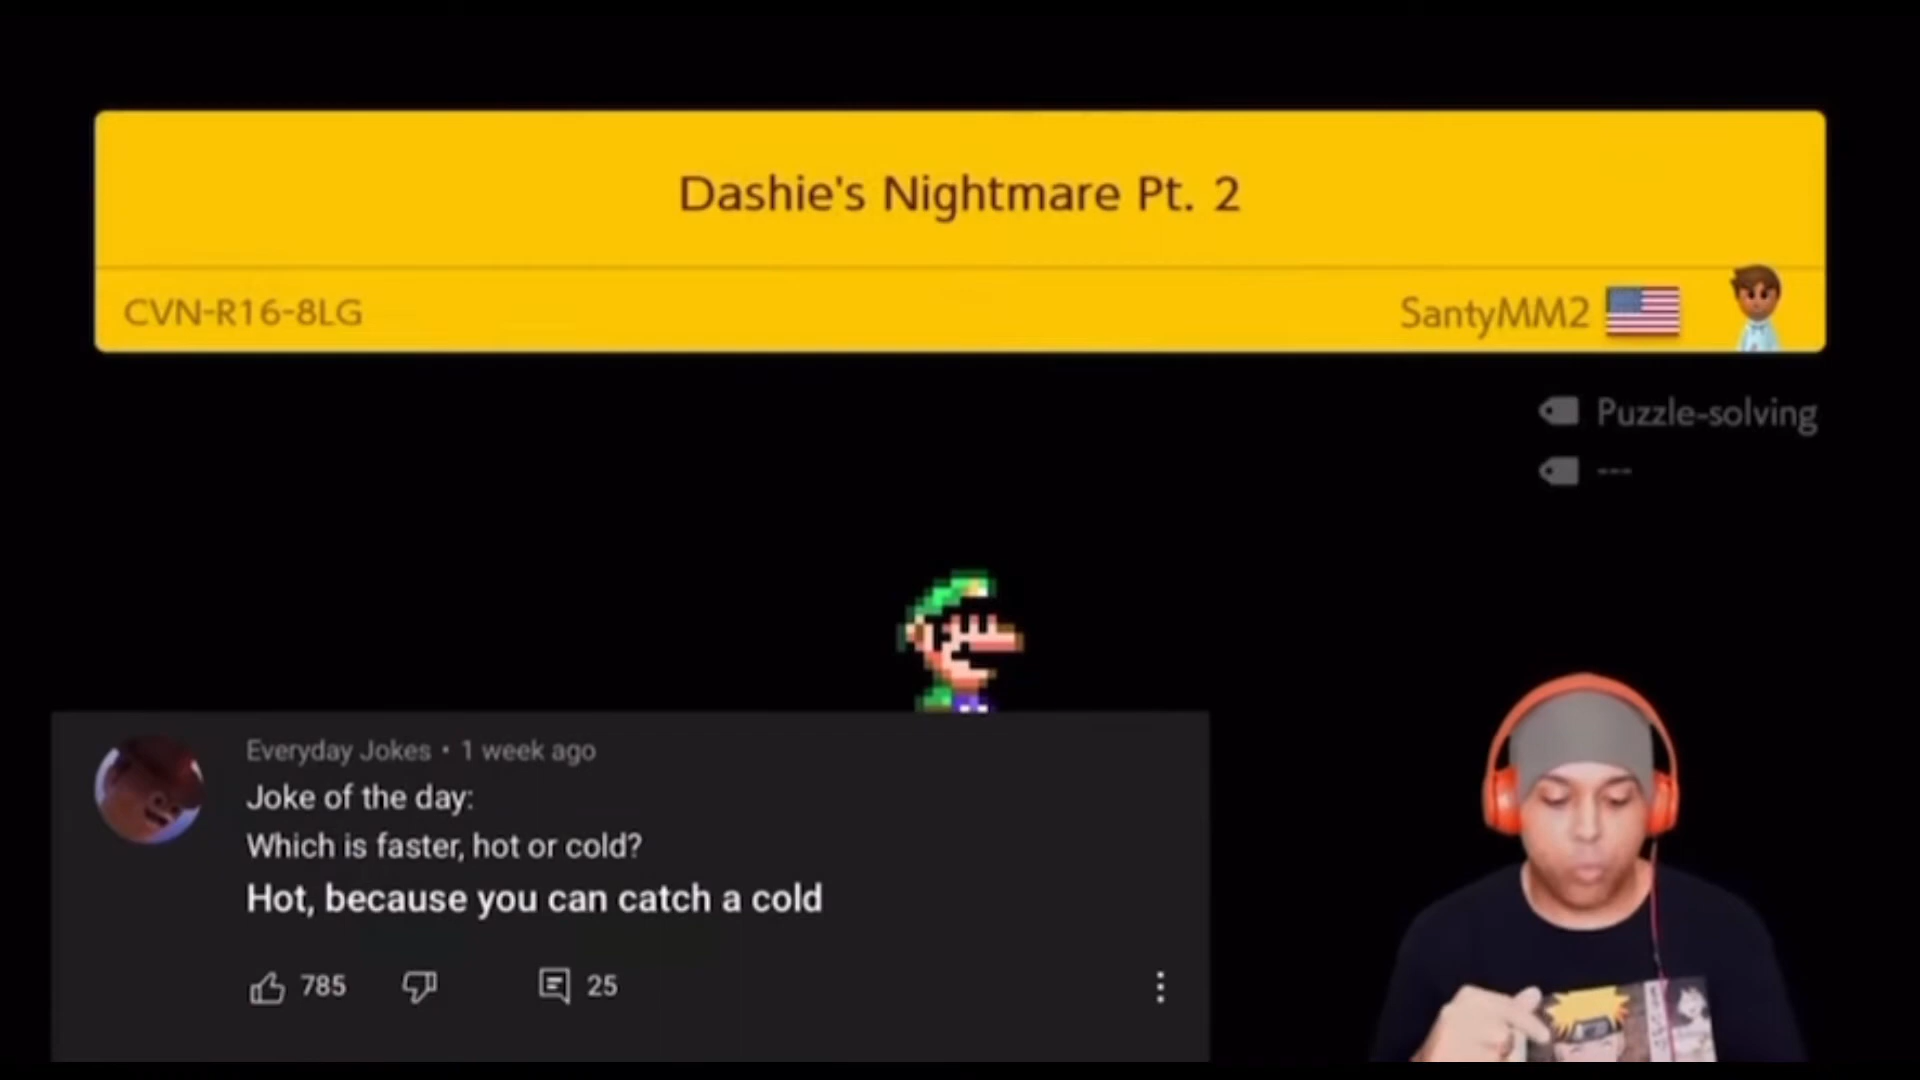 Dashie's Nightmare Pt. 2
CVN-R16-8LG
SantyMM2
Puzzle-solving
---
Everyday Jokes • 1 week ago
Joke of the day:
Which is faster, hot or cold?
Hot, because you can catch a cold
785
25